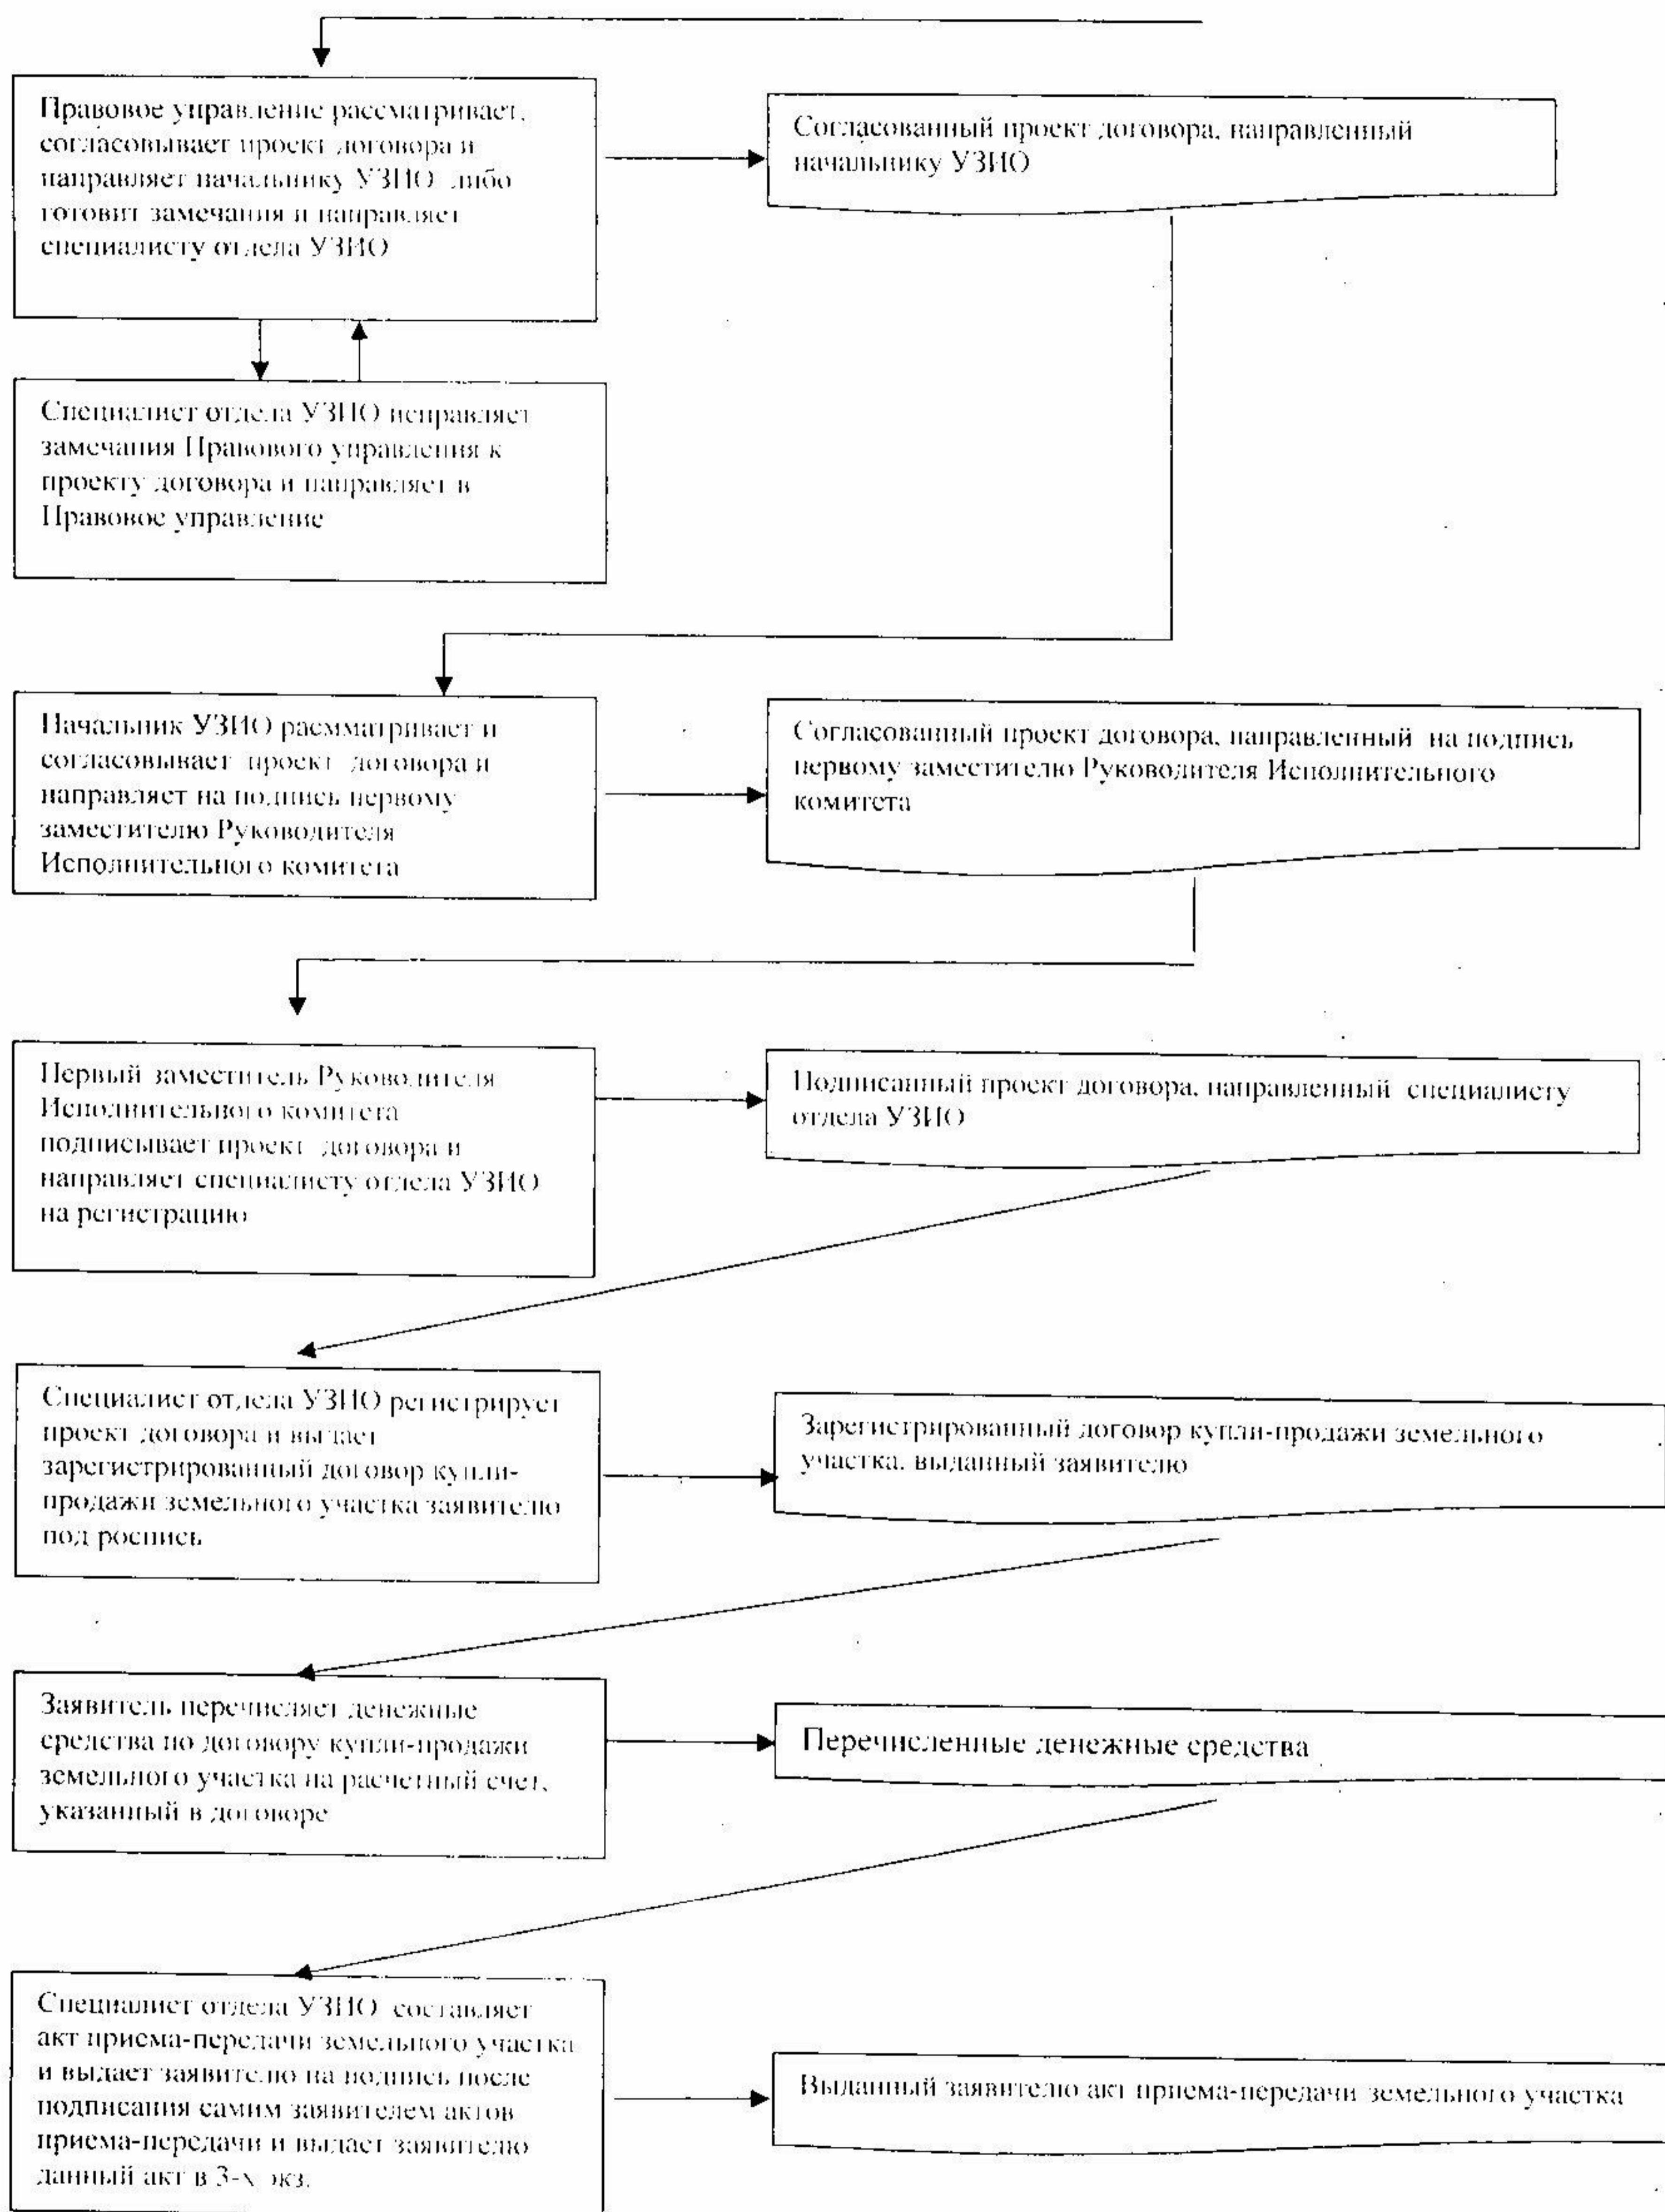 Правовое управление рассматривает,
согласовывает проект договора и
направляет начальнику УЗИО либо
готовит замечания и направляет
специалисту отдела УЗИО
Согласованный проект договора, направленный
начальнику УЗИО
Специалист отдела УЗИО исправляет
замечания Правового управления к
проекту договора и направляет в
Правовое управление
Начальник УЗИО расмматривает и
согласовывает проект договора и
направляет на подпись первому
заместителю Руководителя
Исполнительного комитета
Согласованный проект договора, направленный на подпись
первому заместителю Руководителя Исполнительного
комитета
Первый заместитель Руководителя
Исполнительного комитета
подписывает проект договора и
направляет специалисту отдела УЗИО
на регистрацию
Подписанный проект договора, направленный специалисту
отдела УЗИО
Специалист отдела УЗИО регистрирует
проект договора и выдает
зарегистрированный договор купли-
продажи земельного участка заявителю
под роспись
Зарегистрированный договор купли-продажи земельного
участка, выданный заявителю
Заявитель перечисляет денежные
средства по договору купли-продажи
земельного участка на расчетный счет,
указанный в договоре
Перечисленные денежные средства
Специалист отдела УЗИО составляет
акт приема-передачи земельного участка
и выдает заявителю на подпись после
подписания самим заявителем актов
приема-передачи и выдает заявителю
данный акт в 3-х экз.
Выданный заявителю акт приема-передачи земельного участка